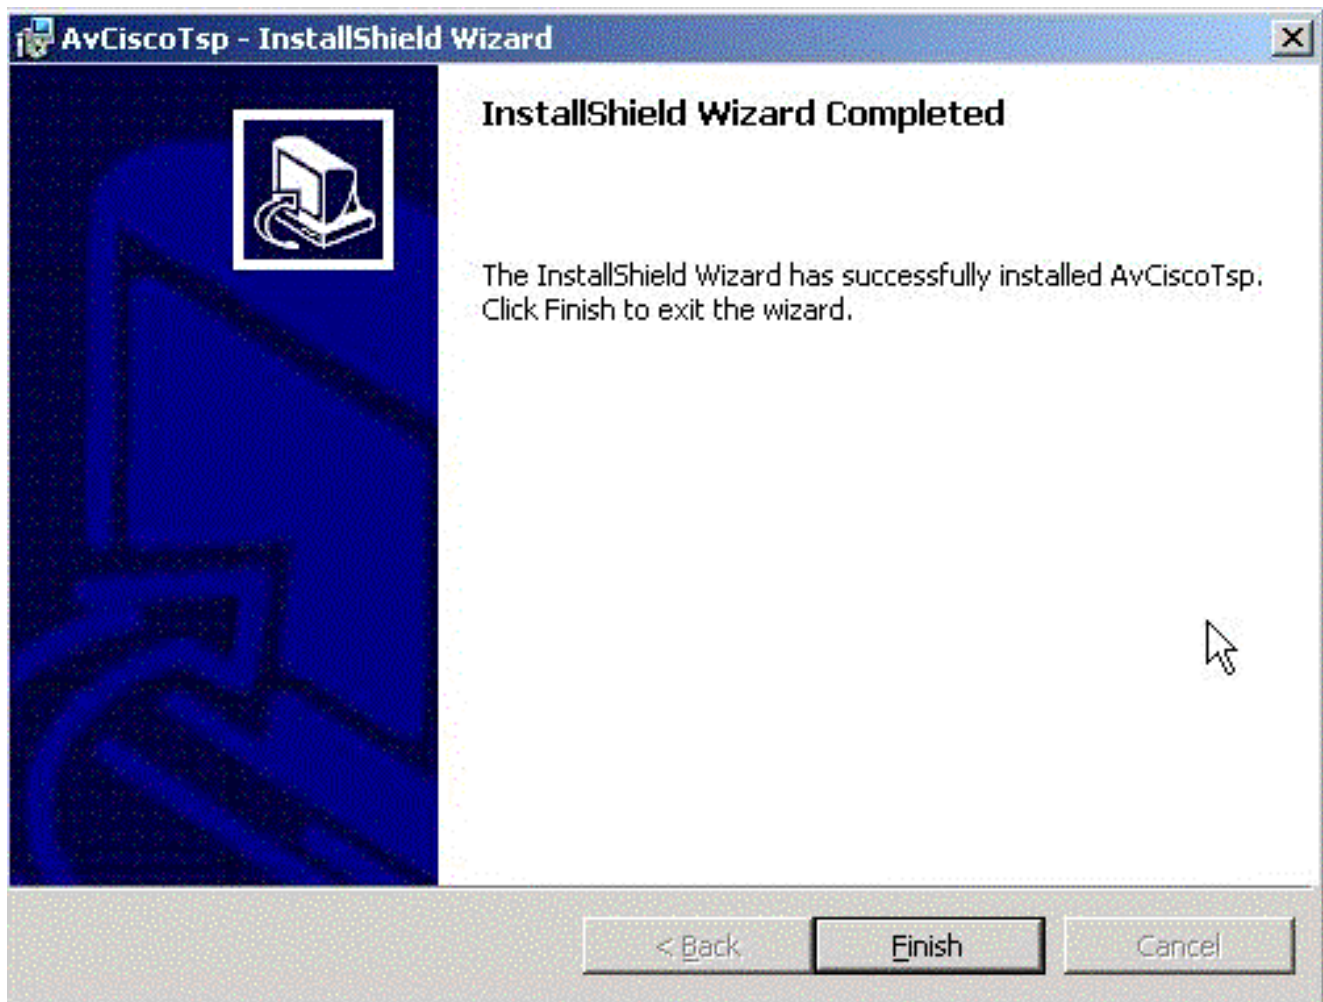 AvCiscoTsp - InstallShield Wizard
InstallShield Wizard Completed
The InstallShield Wizard has successfully installed AvCiscoTsp.
Click Finish to exit the wizard.
< Back
Finish
Cancel